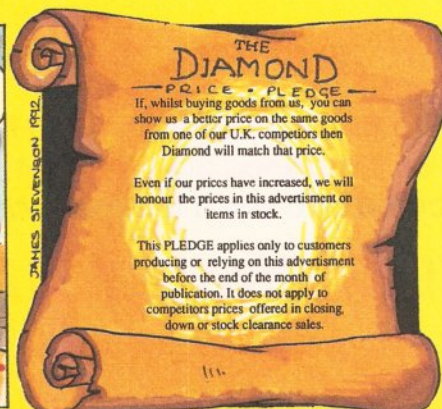 THE
DIAMOND
PRICE • PLEDGE
If, whilst buying goods from us, you can
show us a better price on the same goods
from one of our U.K. competiors then
Diamond will match that price.
Even if our prices have increased, we will
honour the prices in this advertisment on
items in stock.
This PLEDGE applies only to customers
producing or relying on this advertisment
before the end of the month of
publication. It does not apply to
competitors prices offered in closing,
down or stock clearance sales.
JAMES STEVENSON 1992